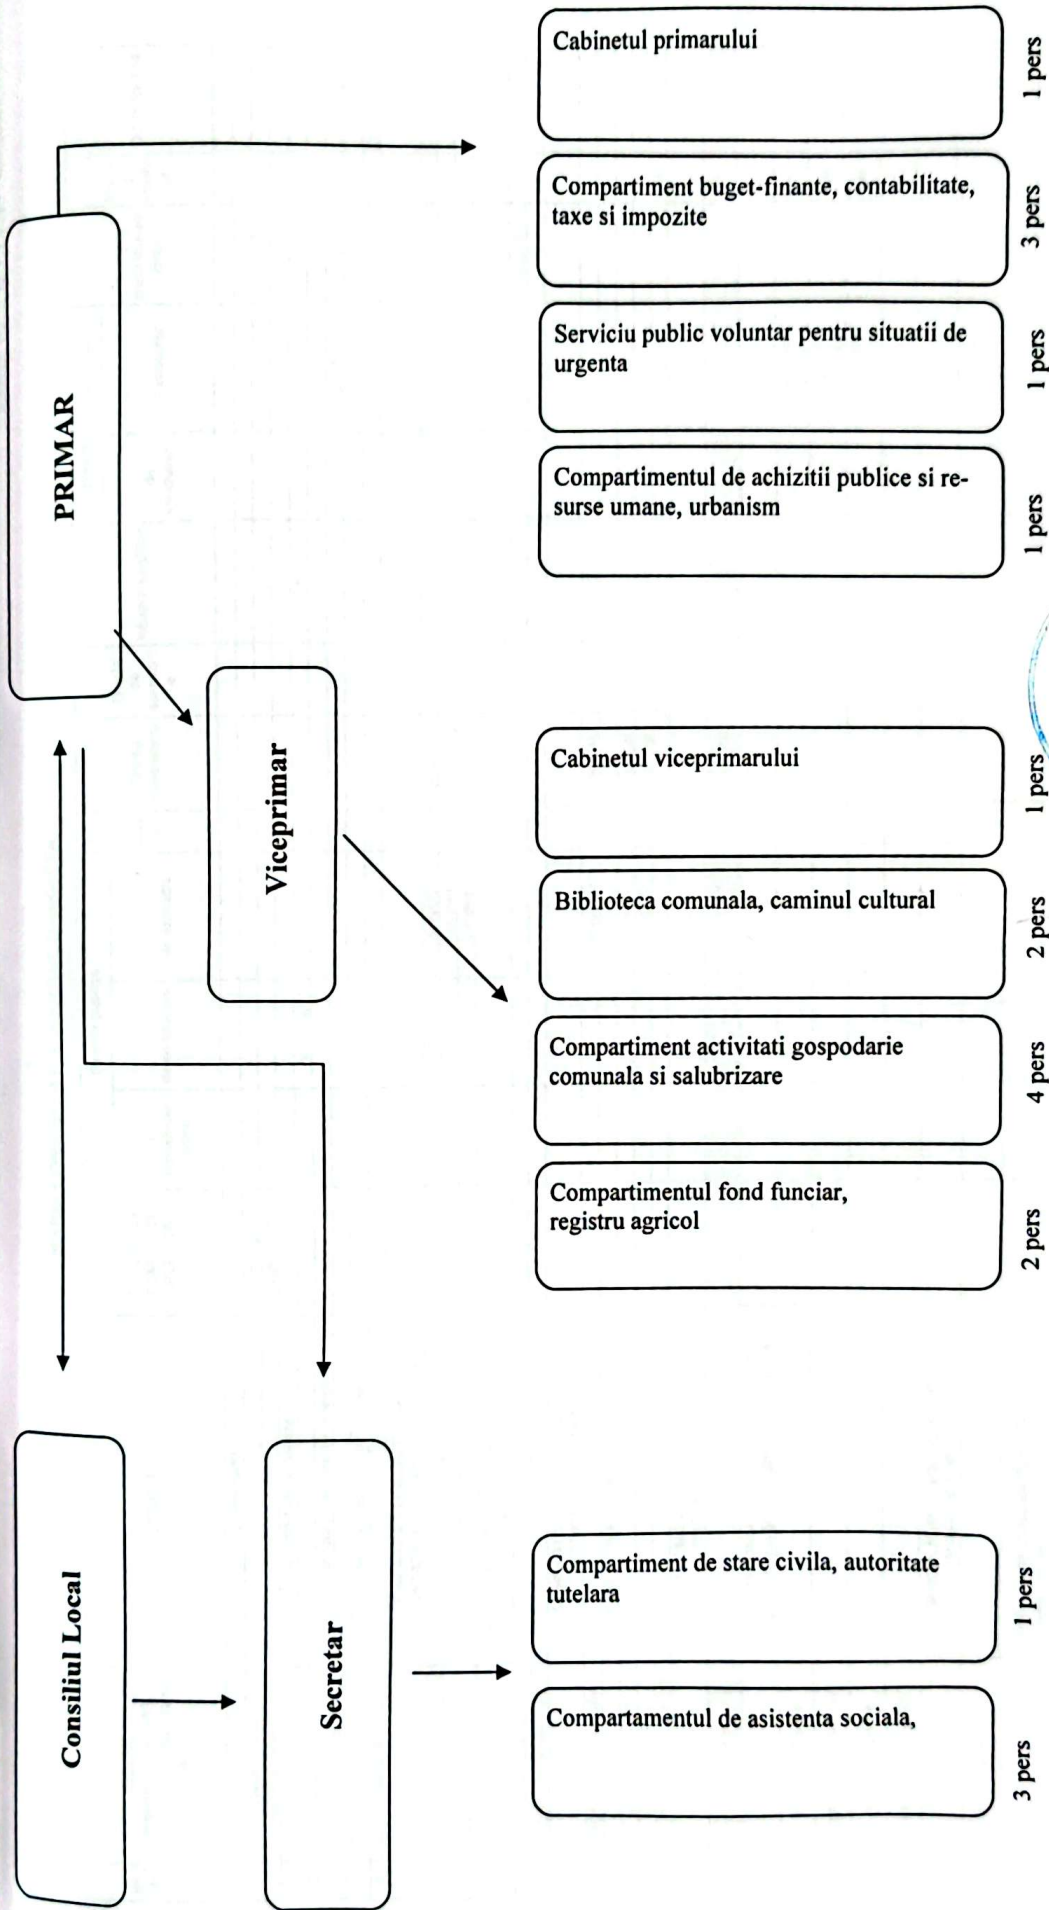 Cabinetul primarului
1 pers
Compartiment buget-finante, contabilitate,
taxe si impozite
3 pers
PRIMAR
Serviciu public voluntar pentru situatii de
urgenta
1 pers
Compartimentul de achizitii publice si re-
surse umane, urbanism
1 pers
Viceprimar
Cabinetul viceprimarului
1 pers
Biblioteca comunala, caminul cultural
2 pers
Compartiment activitati gospodarie
comunala si salubrizare
4 pers
Compartimentul fond funciar,
registru agricol
2 pers
Consiliul Local
Secretar
Compartiment de stare civila, autoritate
tutelara
1 pers
Compartamentul de asistenta sociala,
3 pers